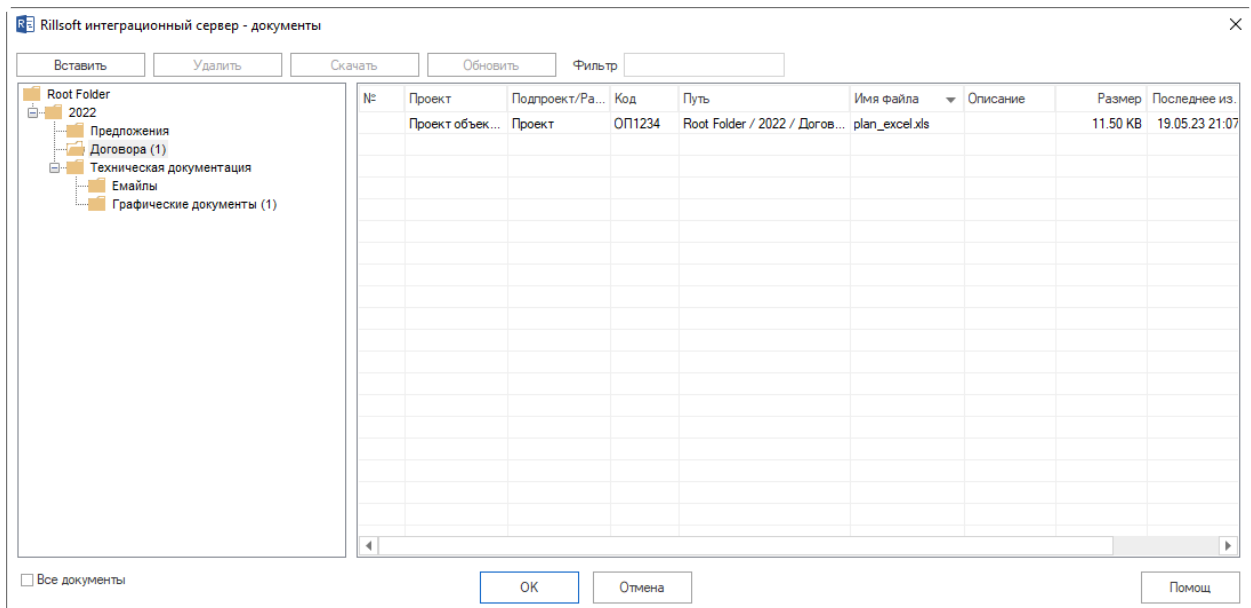 Rillsoft интеграционный сервер - документы
Вставить Удалить Скачать Обновить Фильтр
Root Folder
2022
Предложения
Договора (1)
Техническая документация
Емайлы
Графические документы (1)
№ Проект Подпроект/Ра... Код Путь Имя файла Описание Размер Последнее из.
Проект объек... Проект ОП1234 Root Folder / 2022 / Догов... plan_excel.xls 11.50 KB 19.05.23 21:07
Все документы
OK Отмена Помощ